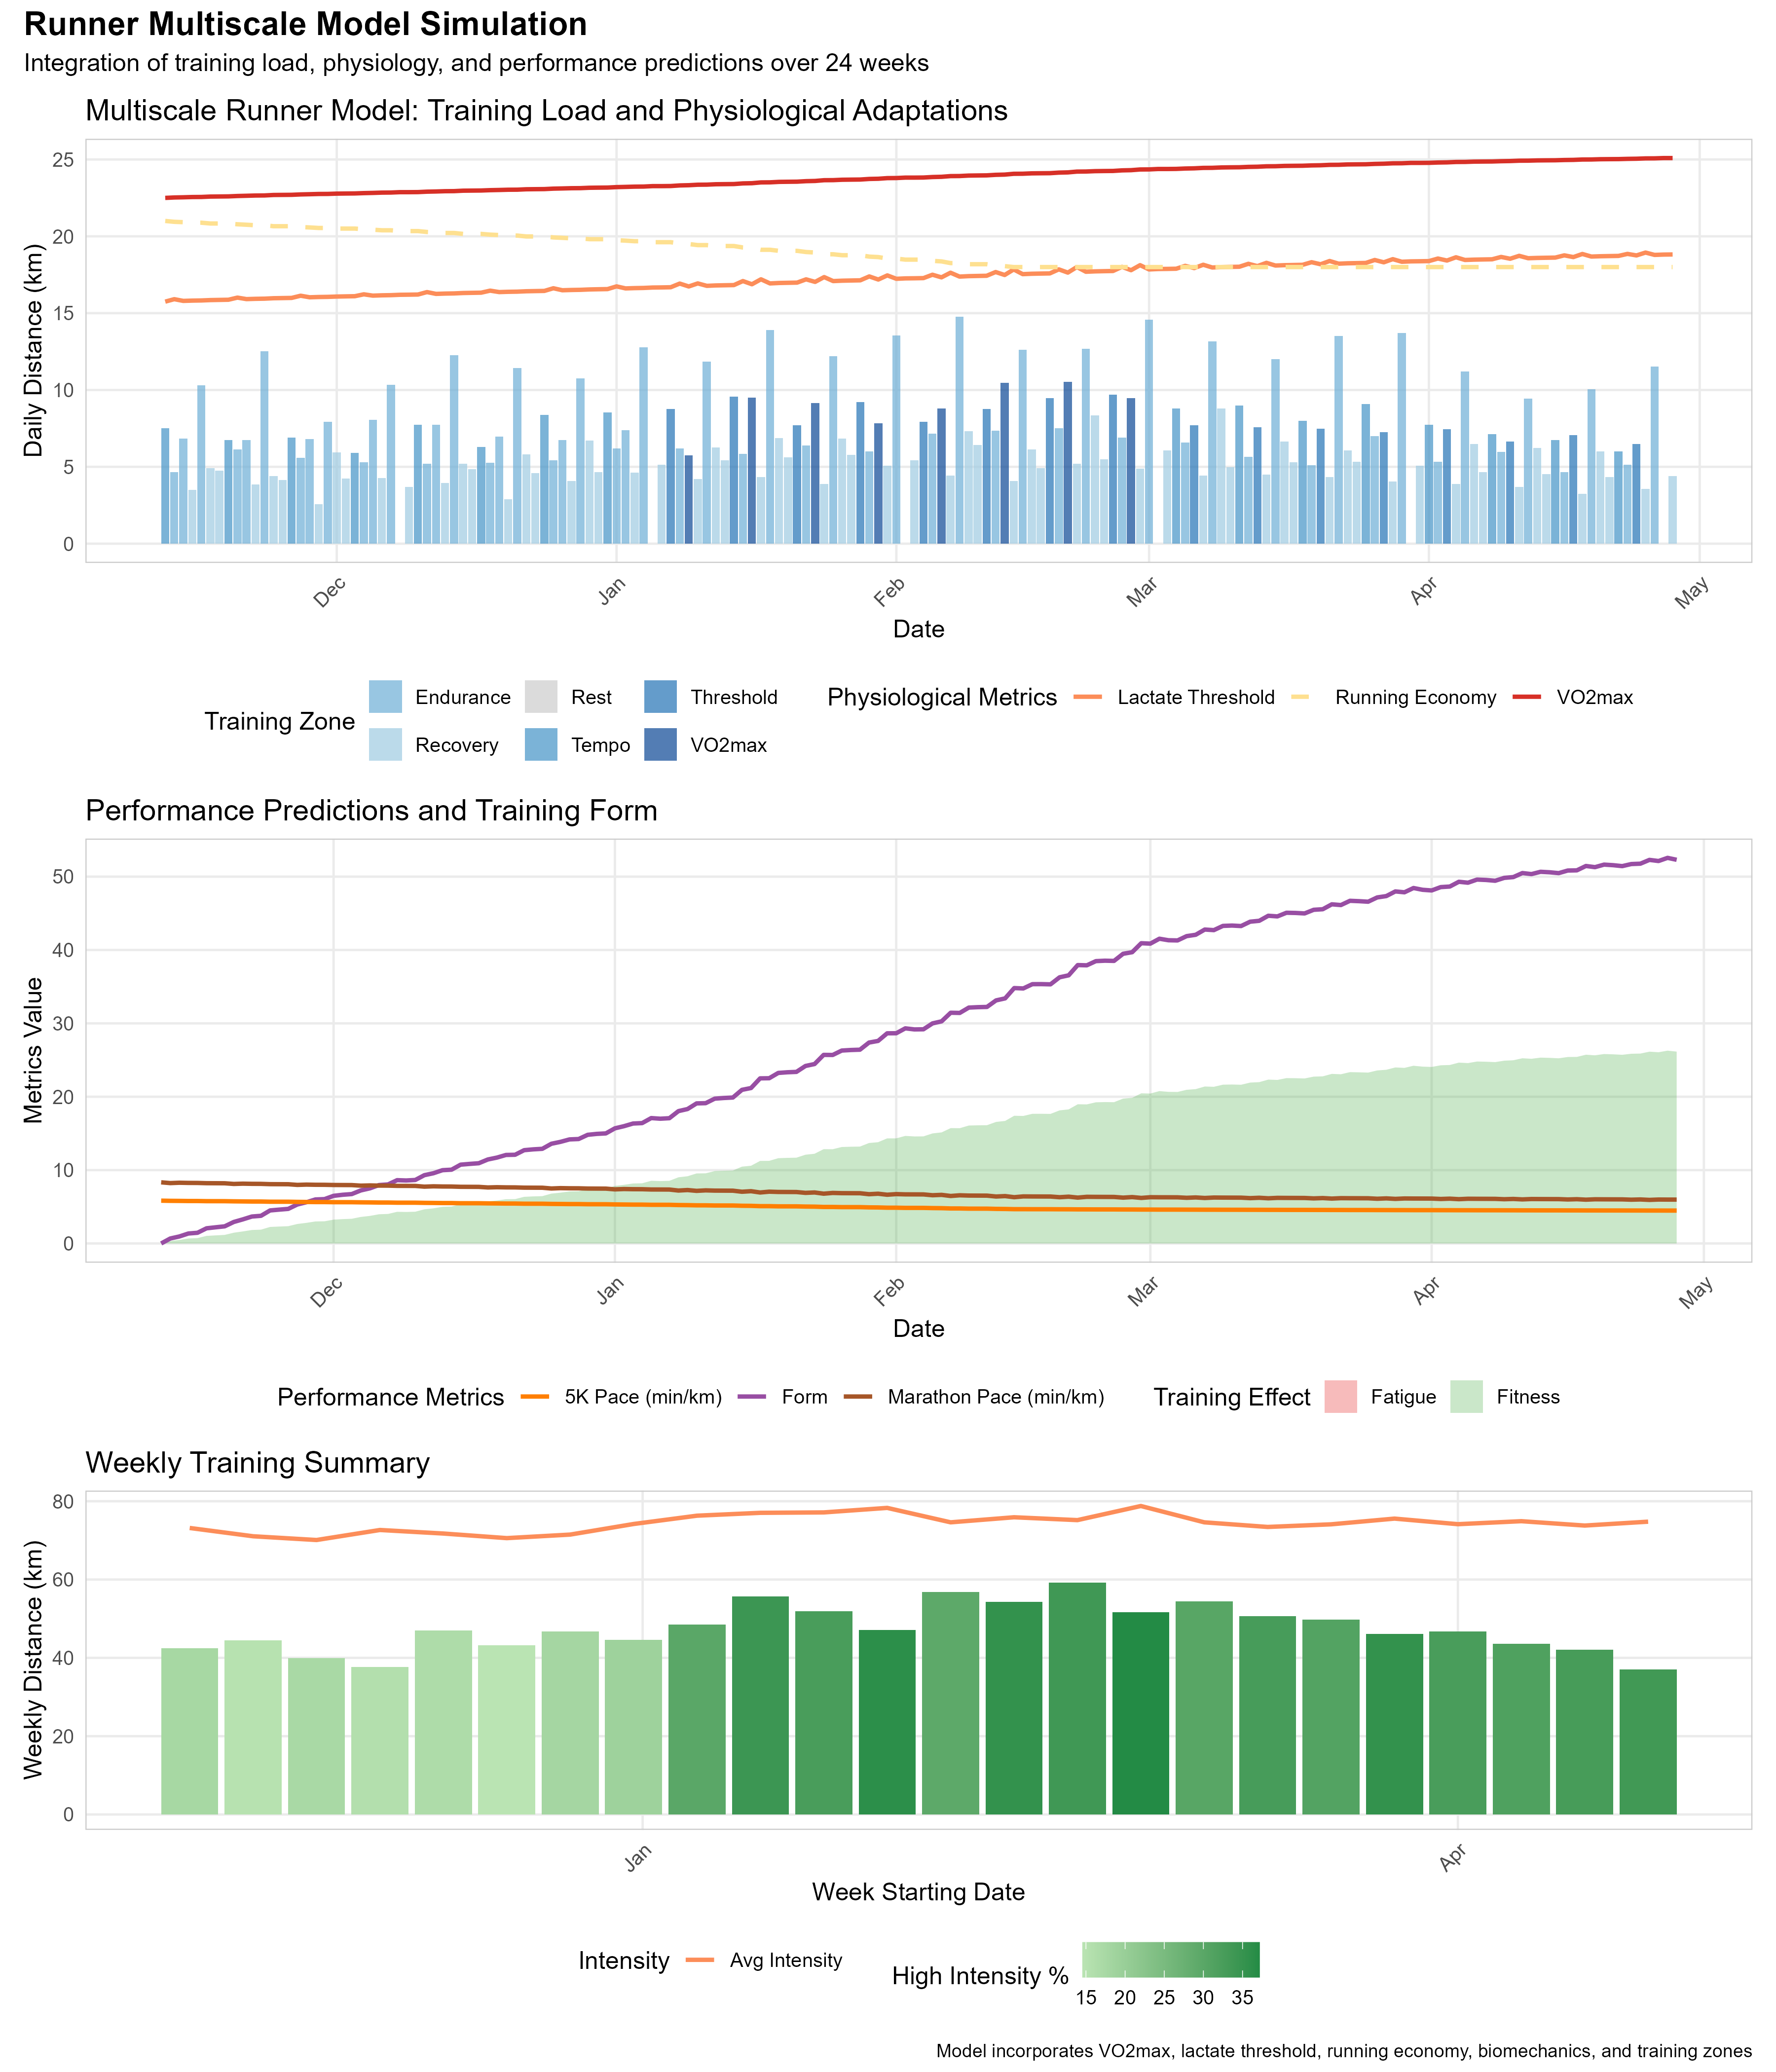 Runner Multiscale Model Simulation
Integration of training load, physiology, and performance predictions over 24 weeks
Multiscale Runner Model: Training Load and Physiological Adaptations
Daily Distance (km)
25
20
15
10
5
0
Dec
Jan
Feb
Mar
Apr
May
Date
Training Zone
Endurance
Rest
Threshold
Recovery
Tempo
VO2max
Physiological Metrics
Lactate Threshold
Running Economy
VO2max
Performance Predictions and Training Form
Metrics Value
50
40
30
20
10
0
Dec
Jan
Feb
Mar
Apr
May
Date
Performance Metrics
5K Pace (min/km)
Form
Marathon Pace (min/km)
Training Effect
Fatigue
Fitness
Weekly Training Summary
Weekly Distance (km)
80
60
40
20
0
Jan
Apr
Week Starting Date
Intensity
Avg Intensity
High Intensity %
15 20 25 30 35
Model incorporates VO2max, lactate threshold, running economy, biomechanics, and training zones